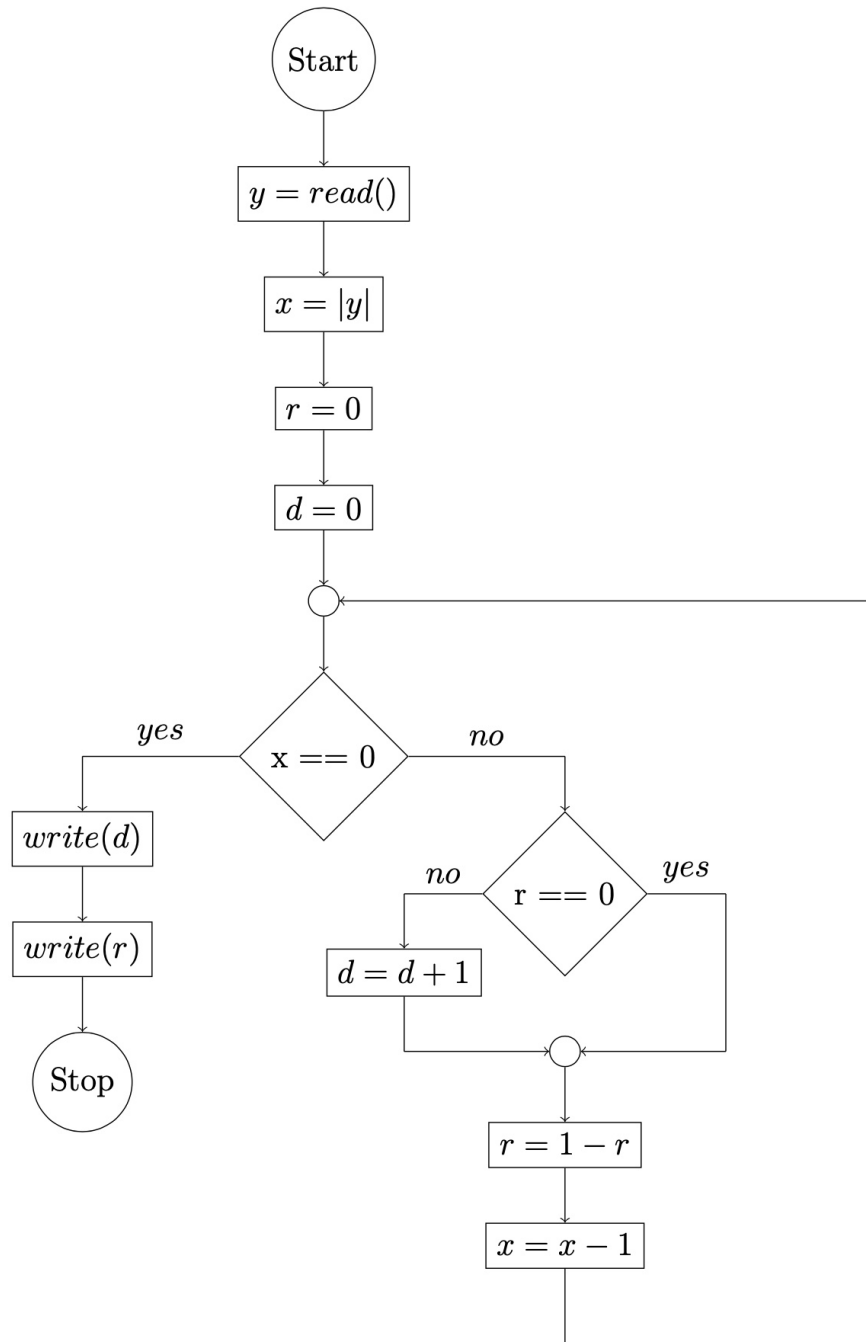 Start
y = read()
x = |y|
r = 0
d = 0
x == 0
yes
no
write(d)
write(r)
Stop
r == 0
no
yes
d = d + 1
r = 1 − r
x = x − 1